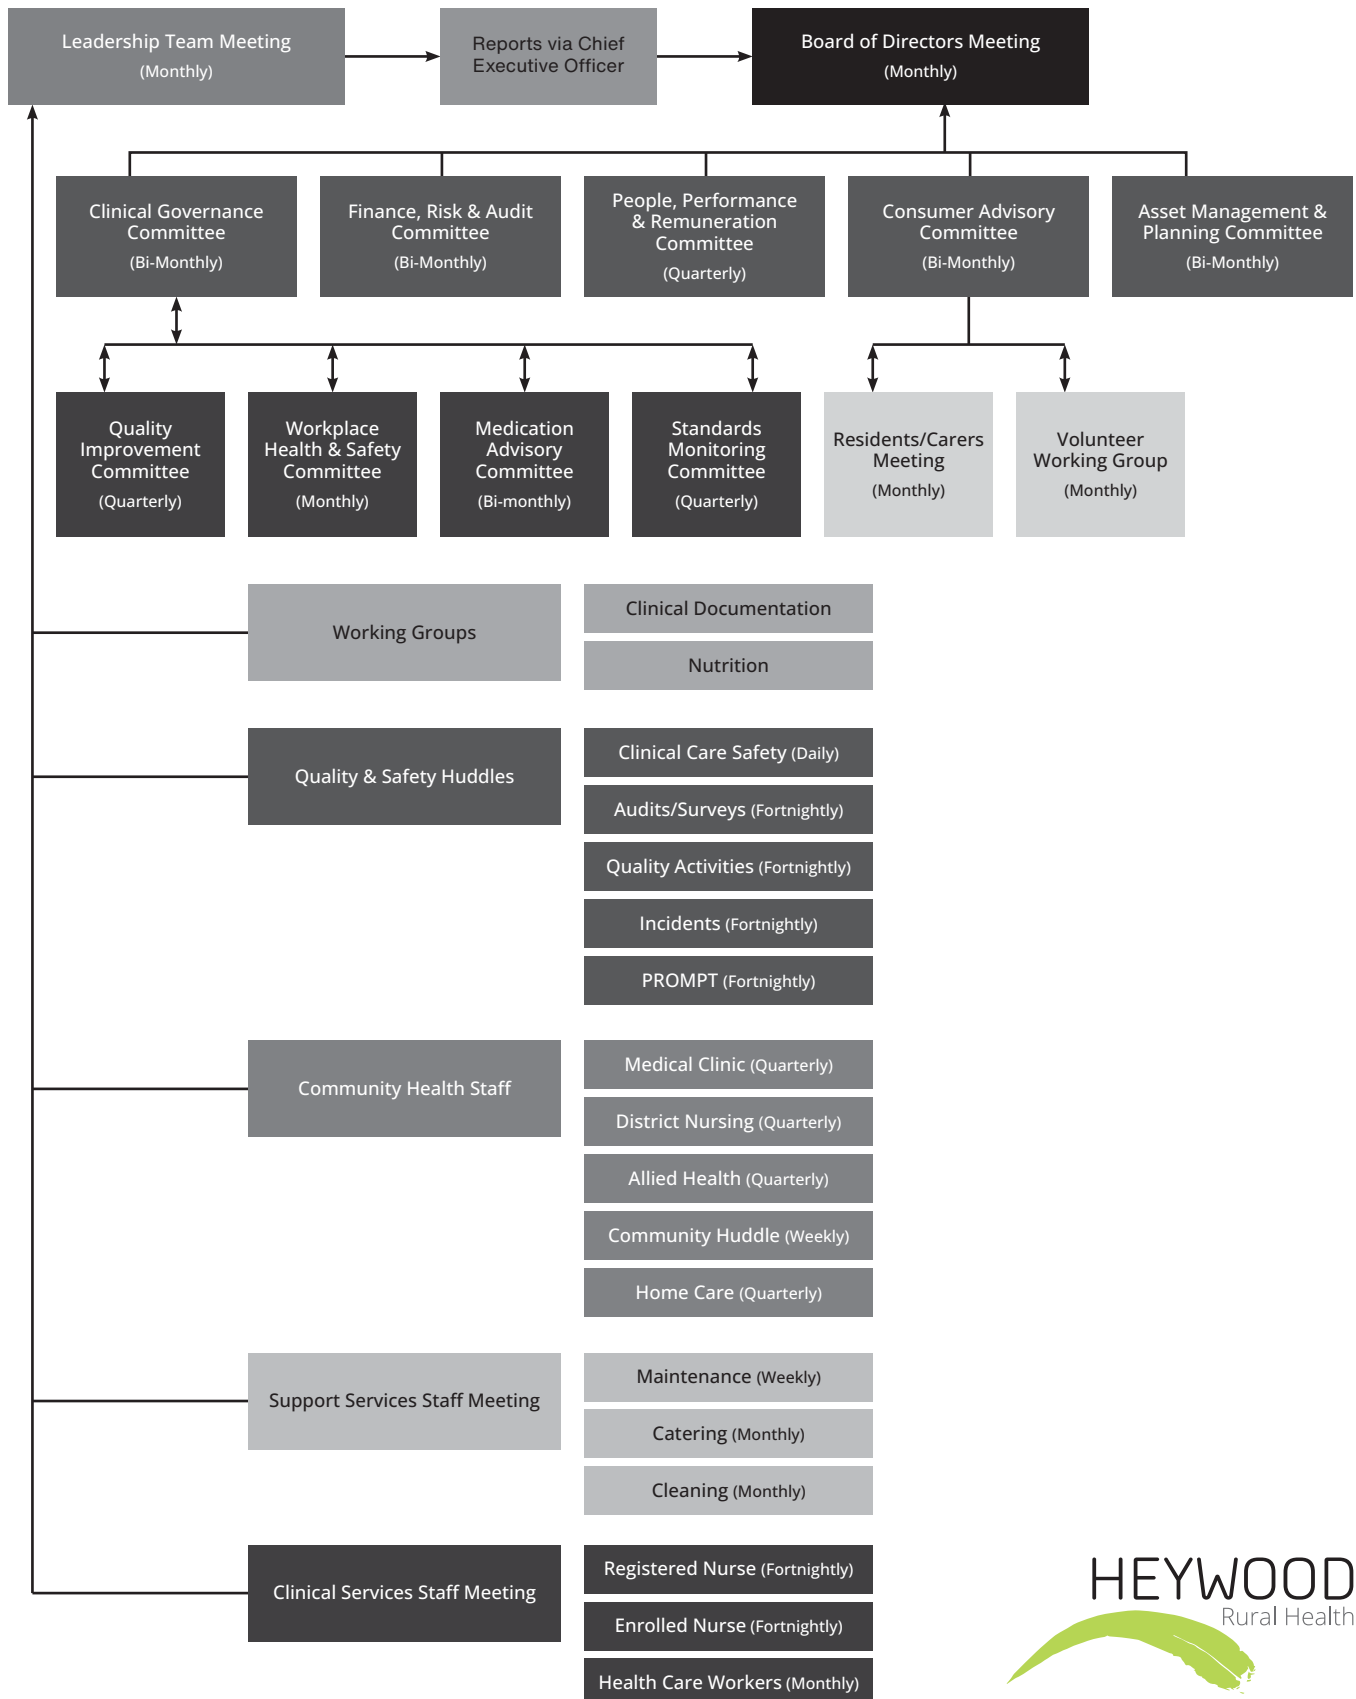 Leadership Team Meeting
(Monthly)
Reports via Chief
Executive Officer
Board of Directors Meeting
(Monthly)
Clinical Governance
Committee
(Bi-Monthly)
Finance, Risk & Audit
Committee
(Bi-Monthly)
People, Performance
& Remuneration
Committee
(Quarterly)
Consumer Advisory
Committee
(Bi-Monthly)
Asset Management &
Planning Committee
(Bi-Monthly)
Quality
Improvement
Committee
(Quarterly)
Workplace
Health & Safety
Committee
(Monthly)
Medication
Advisory
Committee
(Bi-monthly)
Standards
Monitoring
Committee
(Quarterly)
Residents/Carers
Meeting
(Monthly)
Volunteer
Working Group
(Monthly)
Working Groups
Clinical Documentation
Nutrition
Quality & Safety Huddles
Clinical Care Safety (Daily)
Audits/Surveys (Fortnightly)
Quality Activities (Fortnightly)
Incidents (Fortnightly)
PROMPT (Fortnightly)
Community Health Staff
Medical Clinic (Quarterly)
District Nursing (Quarterly)
Allied Health (Quarterly)
Community Huddle (Weekly)
Home Care (Quarterly)
Support Services Staff Meeting
Maintenance (Weekly)
Catering (Monthly)
Cleaning (Monthly)
Clinical Services Staff Meeting
Registered Nurse (Fortnightly)
Enrolled Nurse (Fortnightly)
Health Care Workers (Monthly)
HEYWOOD
Rural Health